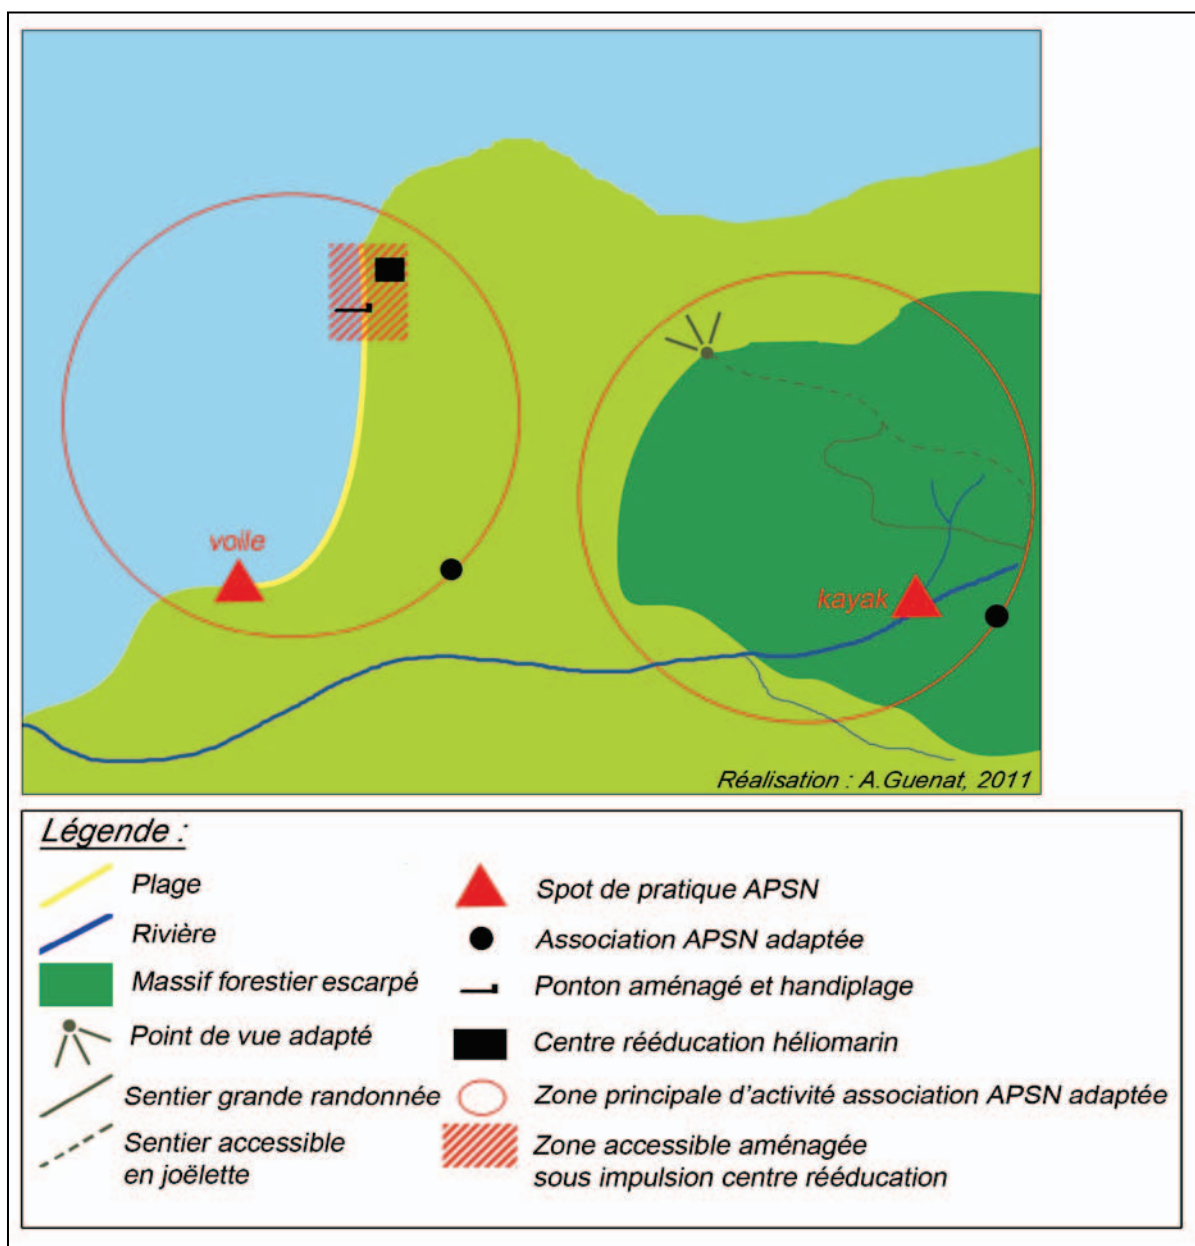 voile
kayak
Réalisation : A.Guenat, 2011
Légende :
Plage
Rivière
Massif forestier escarpé
Point de vue adapté
Sentier grande randonnée
Sentier accessible
en joëlette
Spot de pratique APSN
Association APSN adaptée
Ponton aménagé et handiplage
Centre rééducation héliomarin
Zone principale d'activité association APSN adaptée
Zone accessible aménagée
sous impulsion centre rééducation